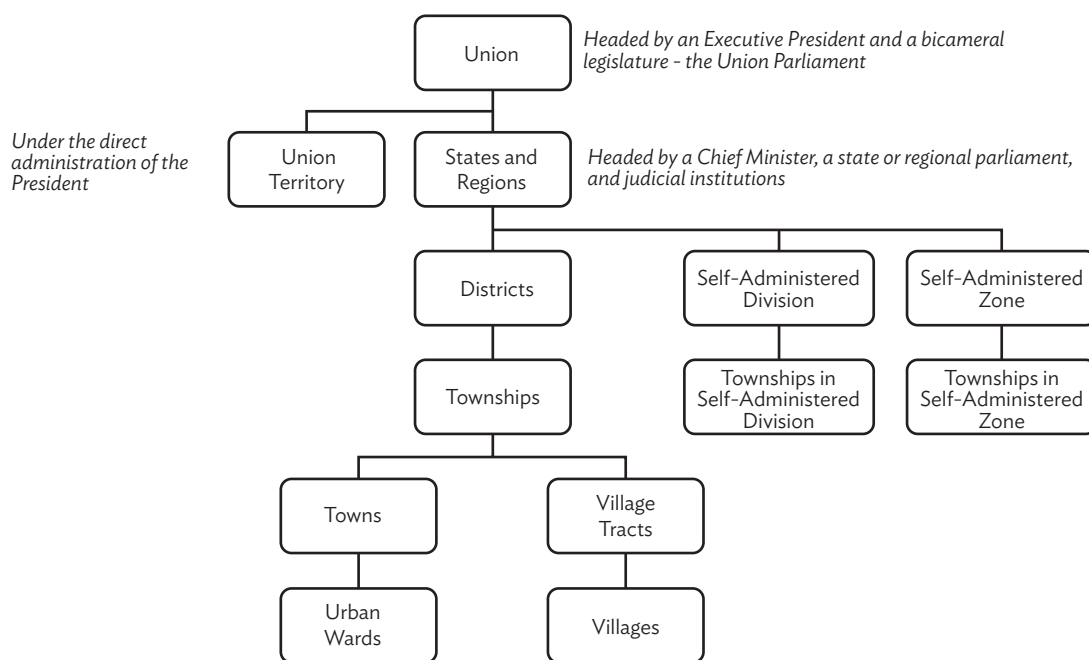 Union
Headed by an Executive President and a bicameral
legislature - the Union Parliament
Under the direct
administration of the
President
Union
Territory
States and
Regions
Headed by a Chief Minister, a state or regional parliament,
and judicial institutions
Districts
Self-Administered
Division
Self-Administered
Zone
Townships
Townships in
Self-Administered
Division
Townships in
Self-Administered
Zone
Towns
Village
Tracts
Urban
Wards
Villages